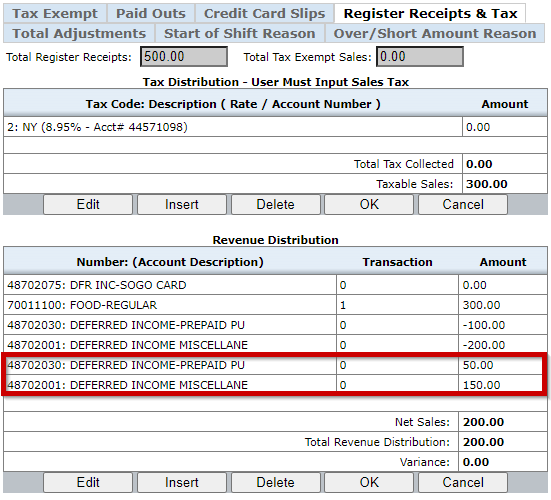 Tax Exempt Paid Outs Credit Card Slips Register Receipts & Tax
Total Adjustments Start of Shift Reason Over/Short Amount Reason
Total Register Receipts: 500.00 Total Tax Exempt Sales: 0.00
Tax Distribution - User Must Input Sales Tax
Tax Code: Description ( Rate / Account Number ) Amount
2: NY (8.95% - Acct# 44571098) 0.00
Total Tax Collected 0.00
Taxable Sales: 300.00
Edit Insert Delete OK Cancel
Revenue Distribution
Number: (Account Description) Transaction Amount
48702075: DFR INC-SOGO CARD 0 0.00
70011100: FOOD-REGULAR 1 300.00
48702030: DEFERRED INCOME-PREPAID PU 0 -100.00
48702001: DEFERRED INCOME MISCELLANE 0 -200.00
48702030: DEFERRED INCOME-PREPAID PU 0 50.00
48702001: DEFERRED INCOME MISCELLANE 0 150.00
Net Sales: 200.00
Total Revenue Distribution: 200.00
Variance: 0.00
Edit Insert Delete OK Cancel